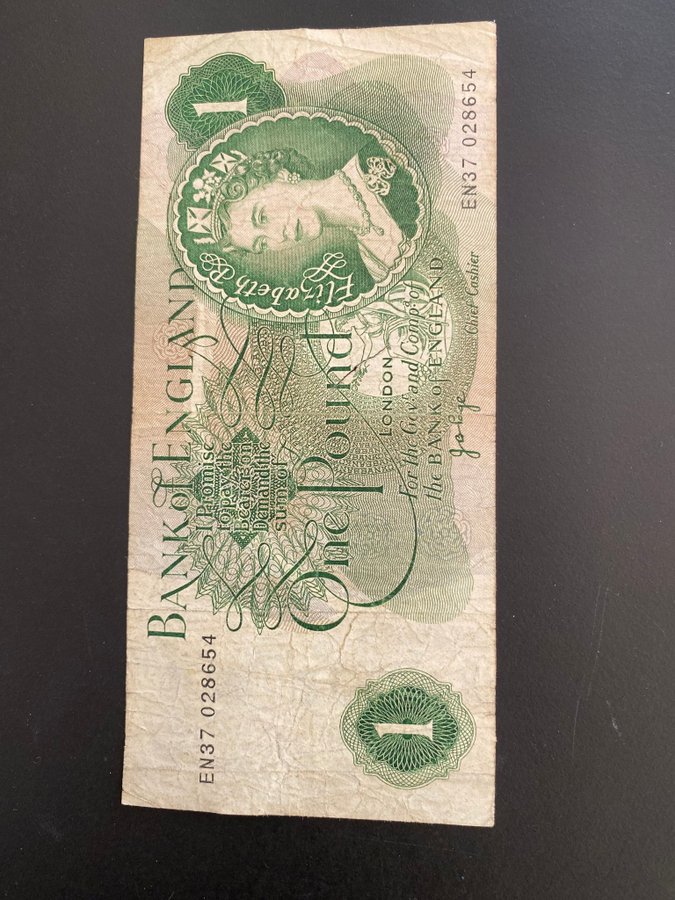 BANK of ENGLAND
1
EN37 028654
I Promise
to pay the
Bearer on
Demand the
sum of
One Pound
Elizabeth R
LONDON
For the Govr. and Compa. of
the BANK of ENGLAND
Chief Cashier
1
EN37 028654